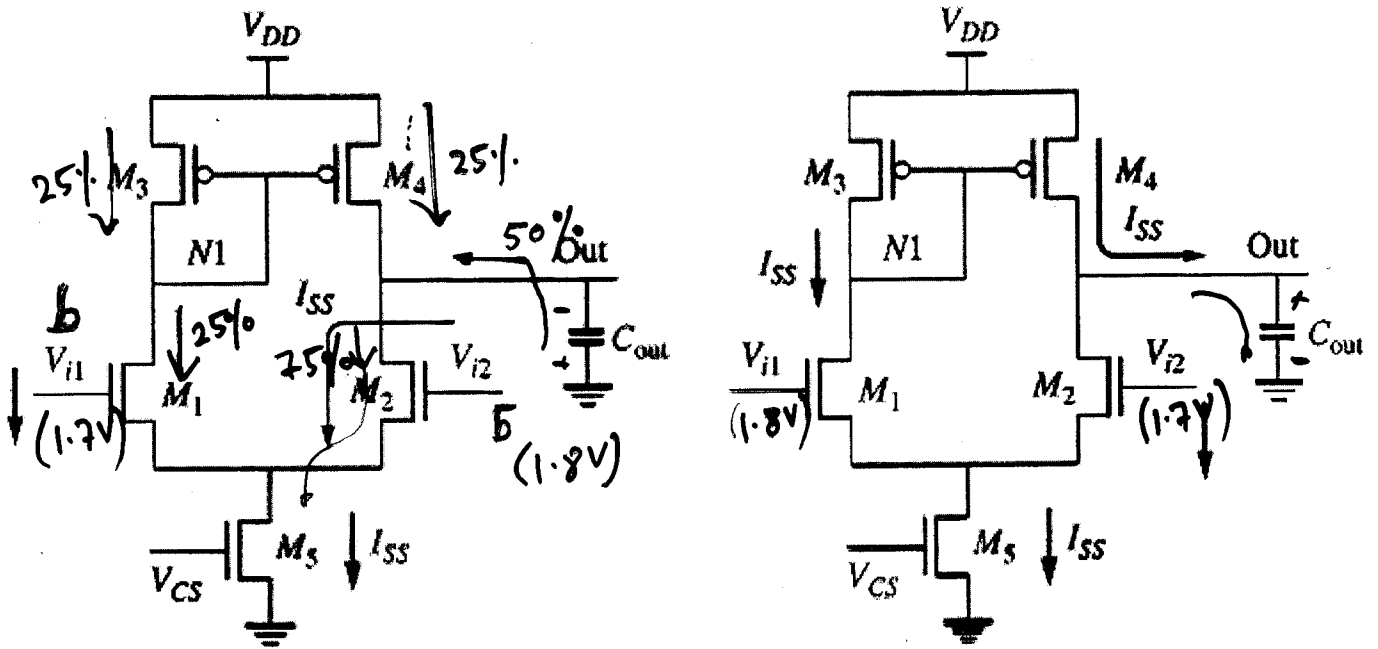 V_DD
25%
M_3
M_4
25%
N1
50%
Out
I_SS
25%
b
V_i1
M_1
75%
M_2
V_i2
C_out
-
+
(1.7V)
b̄
(1.8V)
M_5
I_SS
V_CS
V_DD
M_3
M_4
I_SS
I_SS
N1
Out
+
-
C_out
V_i1
M_1
M_2
V_i2
(1.8V)
(1.7V)
M_5
I_SS
V_CS